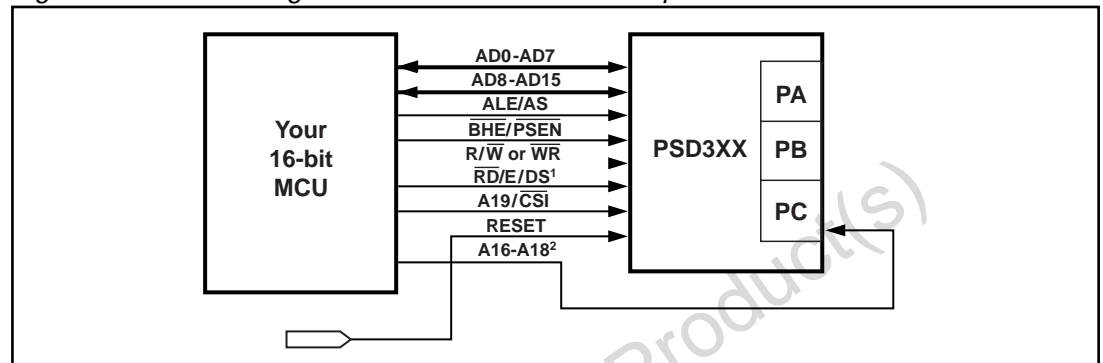 Your
16-bit
MCU
AD0-AD7
AD8-AD15
ALE/AS
BHE/PSEN
R/W or WR
RD/E/DS¹
A19/CSI
RESET
A16-A18²
PSD3XX
PA
PB
PC
Product(s)